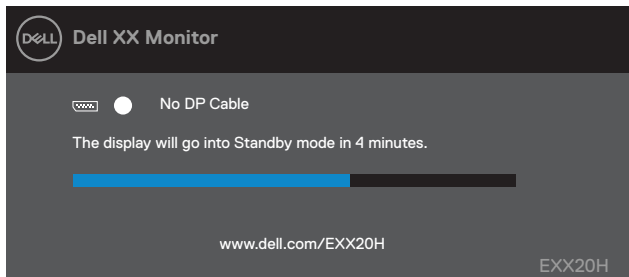 DELL Dell XX Monitor
No DP Cable
The display will go into Standby mode in 4 minutes.
www.dell.com/EXX20H
EXX20H